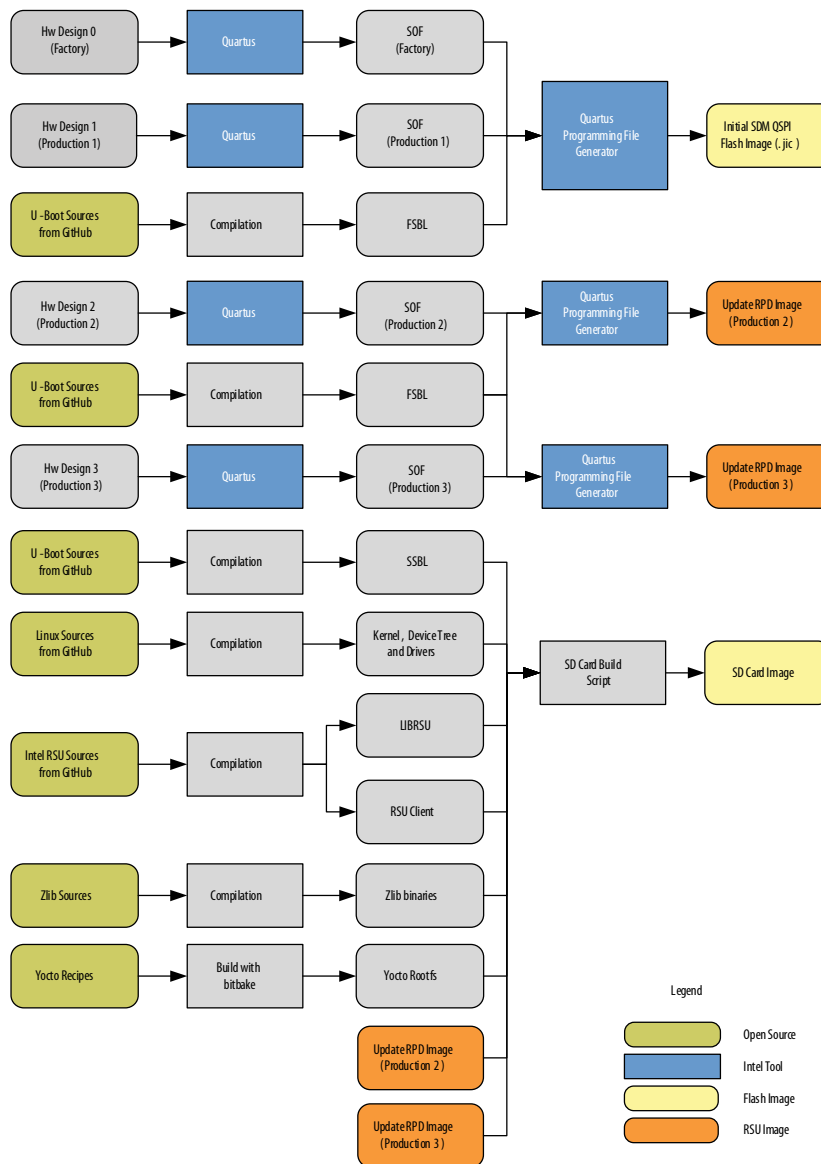 Hw Design 0
(Factory)
Quartus
SOF
(Factory)
Hw Design 1
(Production 1)
Quartus
SOF
(Production 1)
Quartus
Programming File
Generator
Initial SDM QSPI
Flash Image (. jic )
U -Boot Sources
from GitHub
Compilation
FSBL
Hw Design 2
(Production 2)
Quartus
SOF
(Production 2)
Quartus
Programming File
Generator
Update RPD Image
( Production 2 )
U -Boot Sources
from GitHub
Compilation
FSBL
Hw Design 3
(Production 3)
Quartus
SOF
(Production 3)
Quartus
Programming File
Generator
Update RPD Image
( Production 3 )
U -Boot Sources
from GitHub
Compilation
SSBL
Linux Sources
from GitHub
Compilation
Kernel , Device Tree
and Drivers
SD Card Build
Script
SD Card Image
Intel RSU Sources
from GitHub
Compilation
LIBRSU
RSU Client
Zlib Sources
Compilation
Zlib binaries
Yocto Recipes
Build with
bitbake
Yocto Rootfs
Update RPD Image
( Production 2 )
Update RPD Image
(Production 3 )
Legend
Open Source
Intel Tool
Flash Image
RSU Image